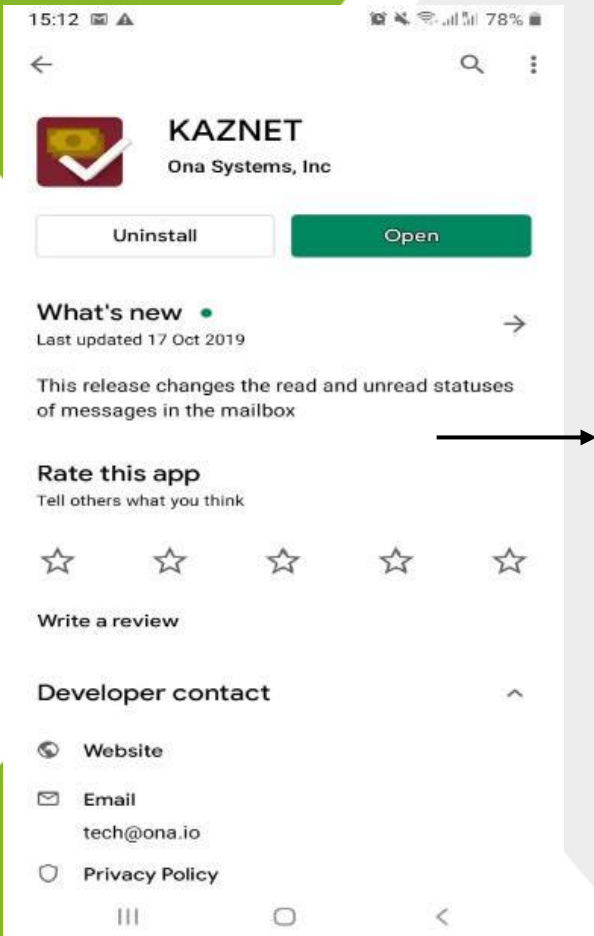 15:12
78%
KAZNET
Ona Systems, Inc
Uninstall
Open
What's new
Last updated 17 Oct 2019
This release changes the read and unread statuses
of messages in the mailbox
Rate this app
Tell others what you think
Write a review
Developer contact
Website
Email
tech@ona.io
Privacy Policy